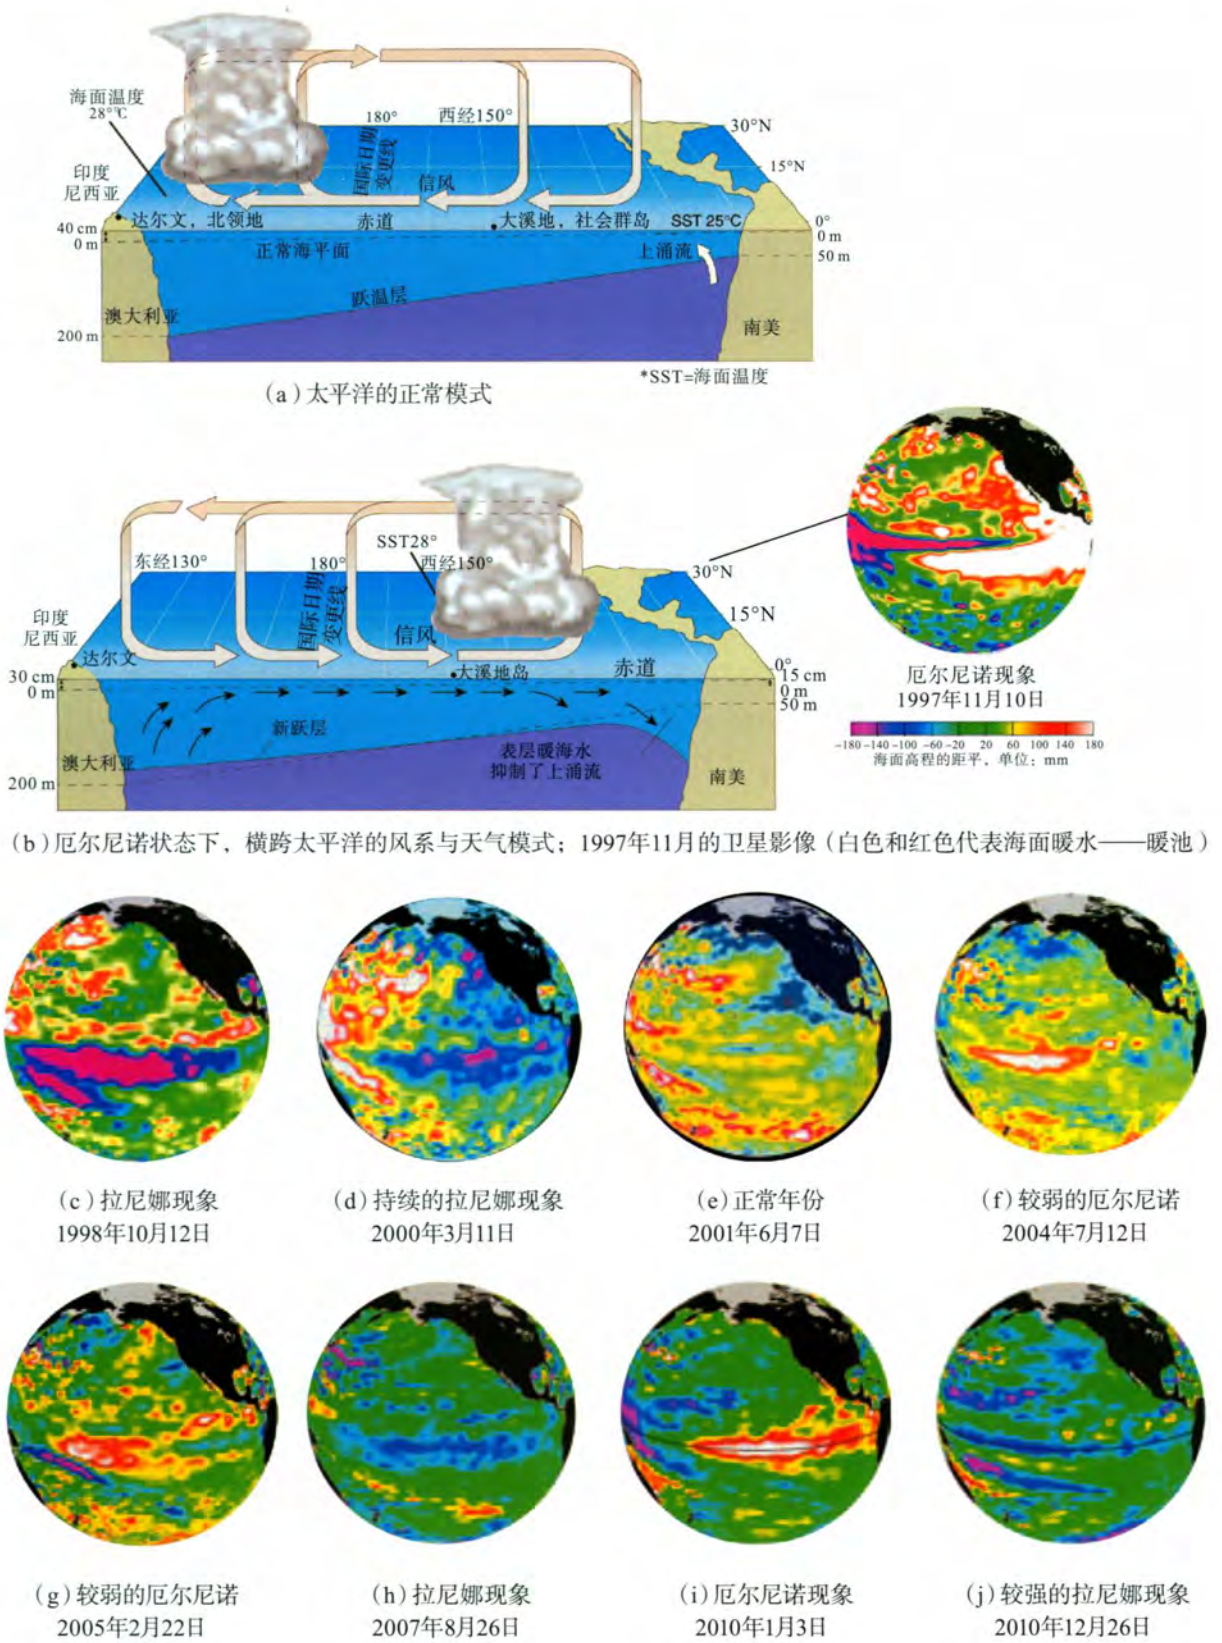 海面温度
28°℃
180°
西经150°
30°N
国际日期
变更线
15°N
印度
尼西亚
信风
达尔文，北领地
赤道
大溪地，社会群岛
SST 25°C
0°
40 cm
0 m
0 m
正常海平面
上涌流
50 m
跃温层
澳大利亚
200 m
南美
*SST=海面温度
(a)太平洋的正常模式
东经130°
180°
SST28°
西经150°
30°N
国际日期
变更线
15°N
印度
尼西亚
信风
达尔文
大溪地岛
赤道
0°
30 cm
15 cm
0 m
0 m
50 m
新跃层
澳大利亚
表层暖海水
抑制了上涌流
200 m
南美
厄尔尼诺现象
1997年11月10日
-180 -140 -100 -60 -20 20 60 100 140 180
海面高程的距平，单位：mm
(b)厄尔尼诺状态下，横跨太平洋的风系与天气模式；1997年11月的卫星影像（白色和红色代表海面暖水——暖池）
(c)拉尼娜现象
1998年10月12日
(d)持续的拉尼娜现象
2000年3月11日
(e)正常年份
2001年6月7日
(f)较弱的厄尔尼诺
2004年7月12日
(g)较弱的厄尔尼诺
2005年2月22日
(h)拉尼娜现象
2007年8月26日
(i)厄尔尼诺现象
2010年1月3日
(j)较强的拉尼娜现象
2010年12月26日